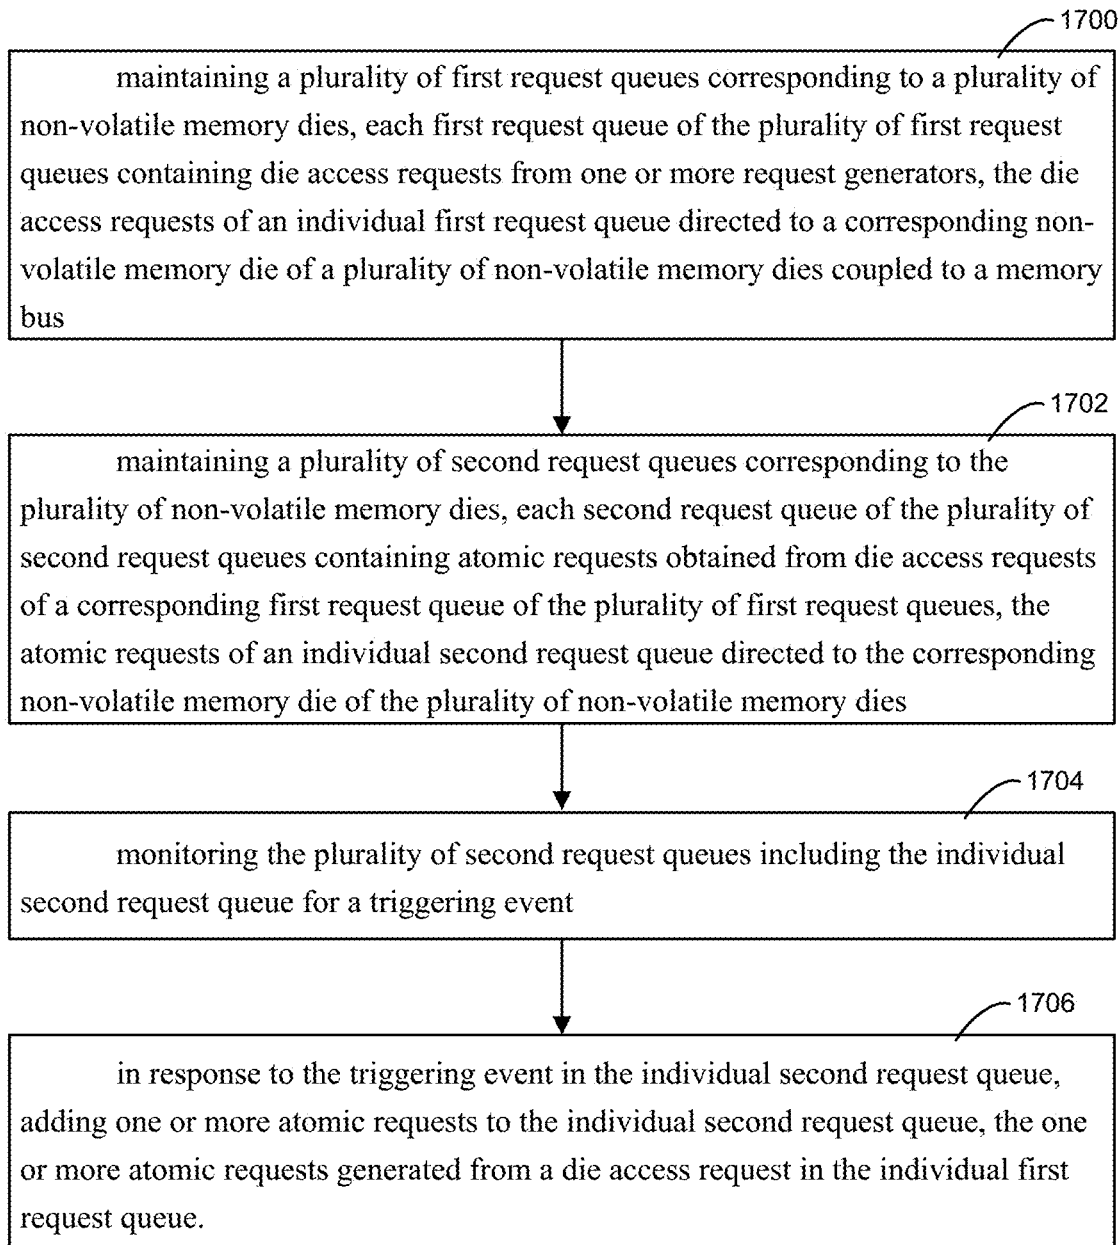 1700
maintaining a plurality of first request queues corresponding to a plurality of
non-volatile memory dies, each first request queue of the plurality of first request
queues containing die access requests from one or more request generators, the die
access requests of an individual first request queue directed to a corresponding non-
volatile memory die of a plurality of non-volatile memory dies coupled to a memory
bus
1702
maintaining a plurality of second request queues corresponding to the
plurality of non-volatile memory dies, each second request queue of the plurality of
second request queues containing atomic requests obtained from die access requests
of a corresponding first request queue of the plurality of first request queues, the
atomic requests of an individual second request queue directed to the corresponding
non-volatile memory die of the plurality of non-volatile memory dies
1704
monitoring the plurality of second request queues including the individual
second request queue for a triggering event
1706
in response to the triggering event in the individual second request queue,
adding one or more atomic requests to the individual second request queue, the one
or more atomic requests generated from a die access request in the individual first
request queue.